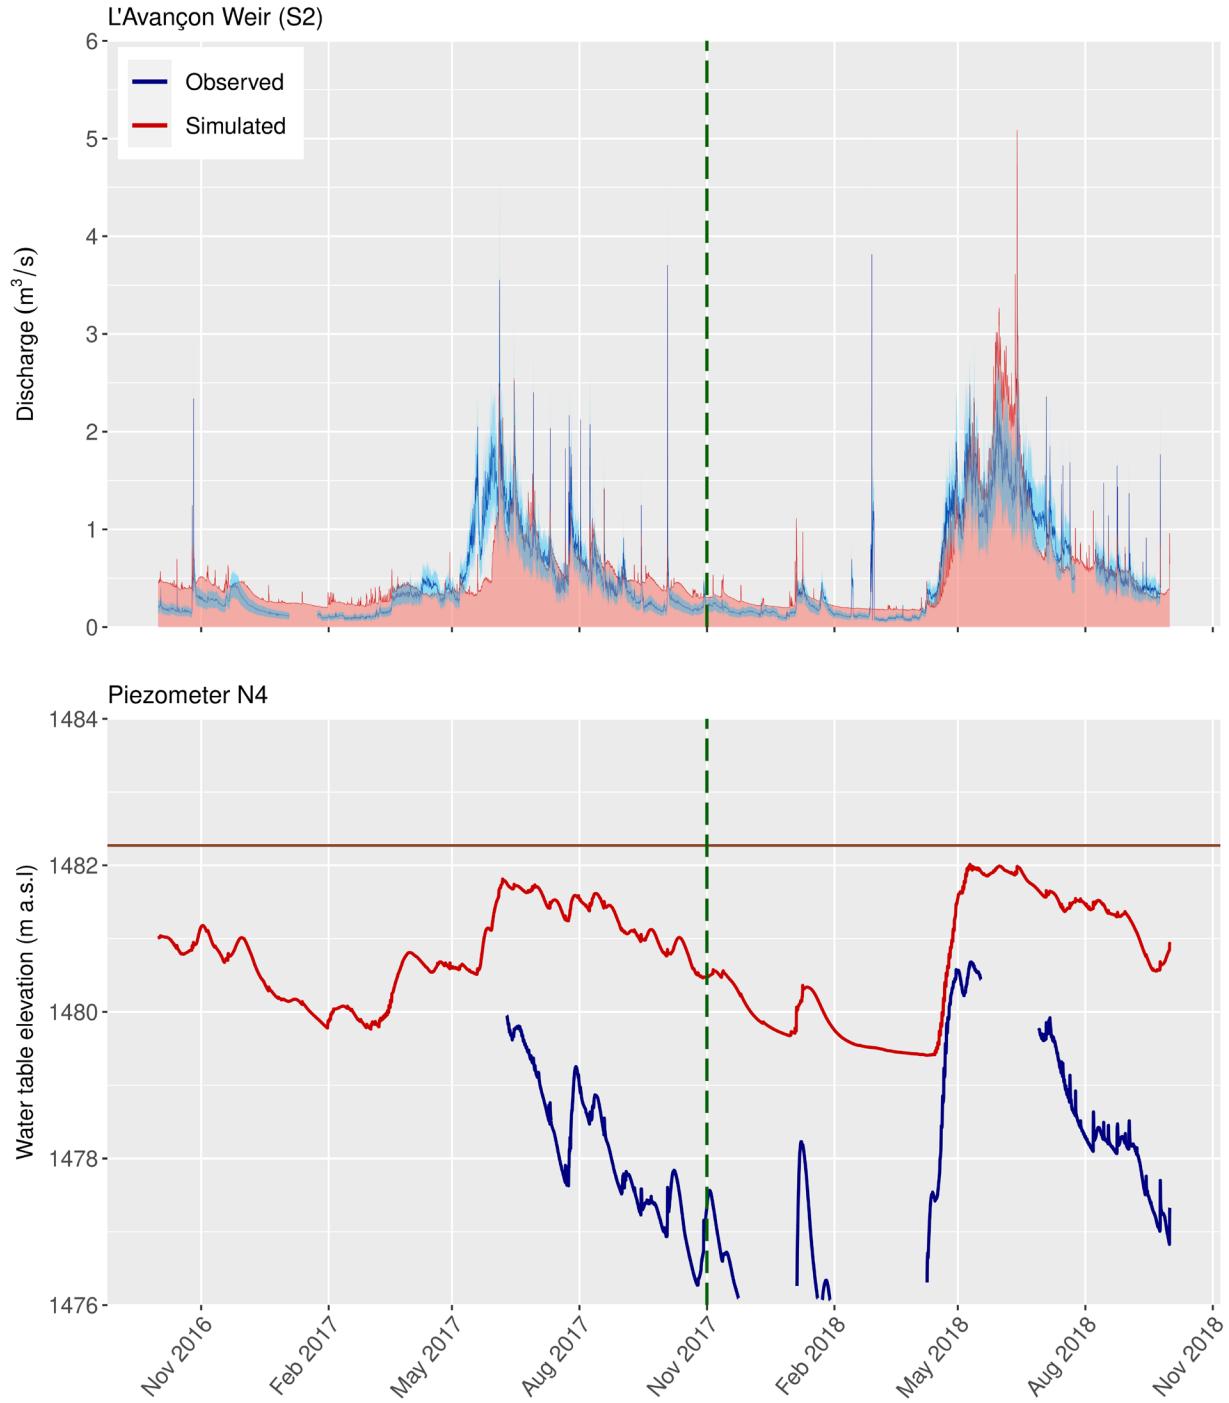 L'Avançon Weir (S2)
6
5
4
3
2
1
0
Discharge (m³/s)
Observed
Simulated
Piezometer N4
1484
1482
1480
1478
1476
Water table elevation (m a.s.l)
Nov 2016
Feb 2017
May 2017
Aug 2017
Nov 2017
Feb 2018
May 2018
Aug 2018
Nov 2018